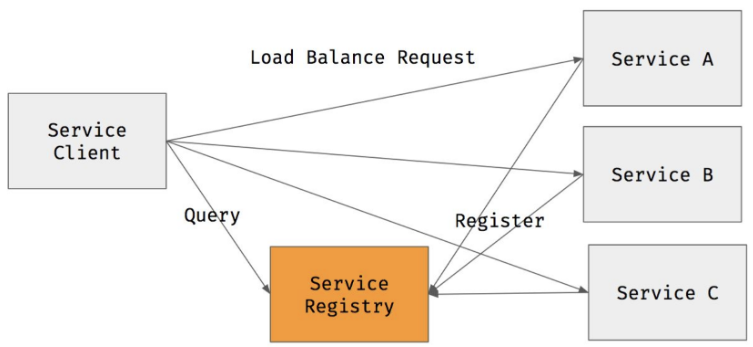 Load Balance Request
Service A
Service
Client
Service B
Query
Register
Service
Registry
Service C